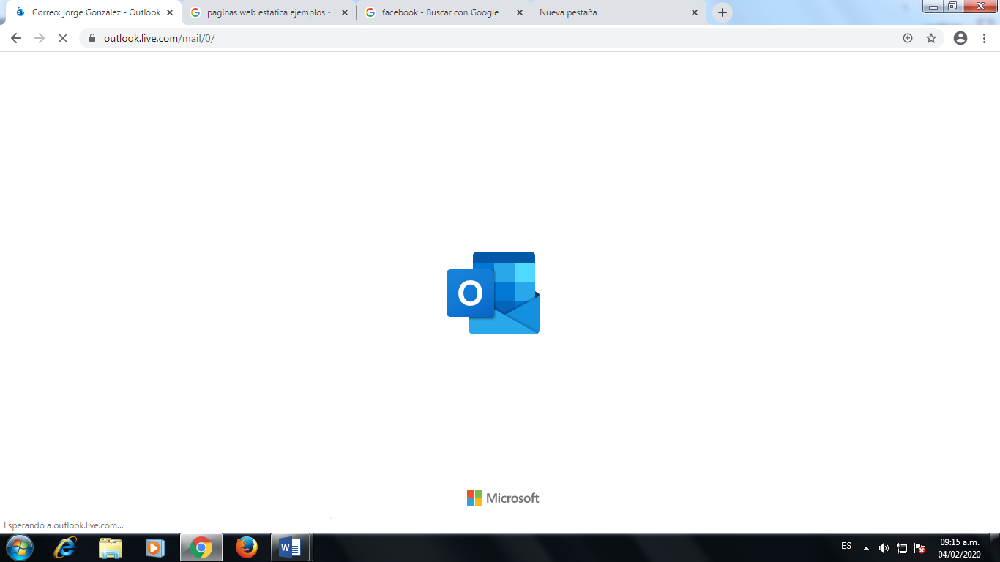 Correo: jorge Gonzalez - Outlook
paginas web estatica ejemplos -
facebook - Buscar con Google
Nueva pestaña
outlook.live.com/mail/0/
O
Microsoft
Esperando a outlook.live.com...
ES
09:15 a.m.
04/02/2020